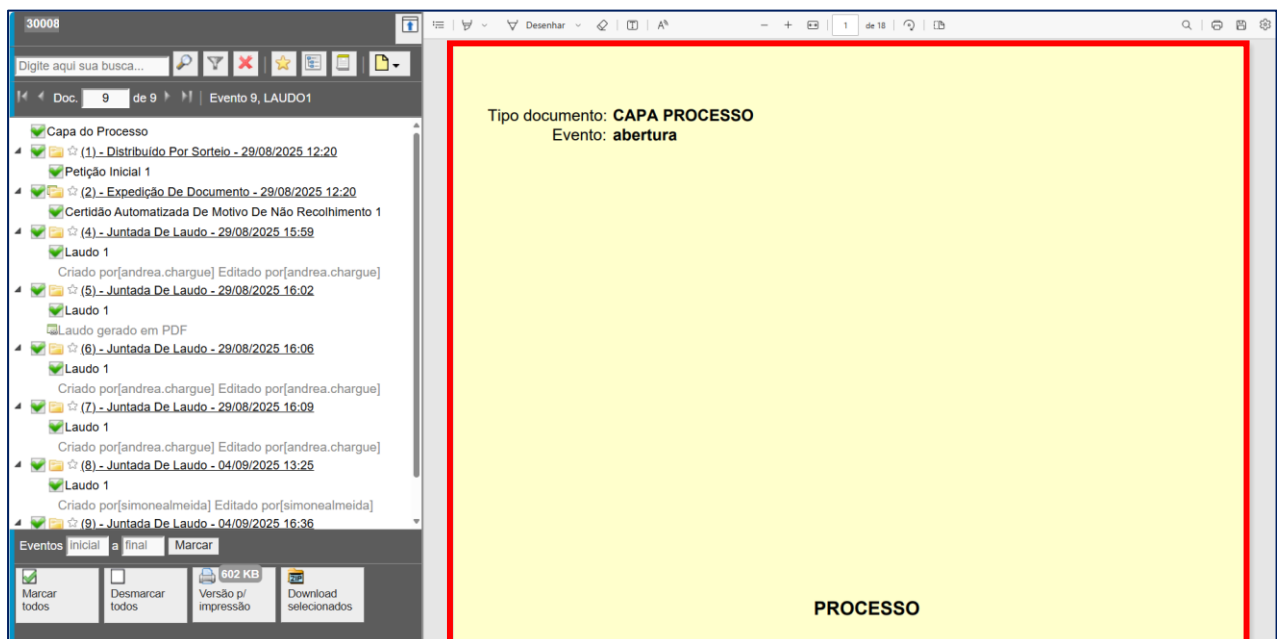 30008
Digite aqui sua busca...
Doc. 9 de 9 | Evento 9, LAUDO1
Capa do Processo
(1) - Distribuído Por Sorteio - 29/08/2025 12:20
Petição Inicial 1
(2) - Expedição De Documento - 29/08/2025 12:20
Certidão Automatizada De Motivo De Não Recolhimento 1
(4) - Juntada De Laudo - 29/08/2025 15:59
Laudo 1
Criado por[andrea.chargue] Editado por[andrea.chargue]
(5) - Juntada De Laudo - 29/08/2025 16:02
Laudo 1
Laudo gerado em PDF
(6) - Juntada De Laudo - 29/08/2025 16:06
Laudo 1
Criado por[andrea.chargue] Editado por[andrea.chargue]
(7) - Juntada De Laudo - 29/08/2025 16:09
Laudo 1
Criado por[andrea.chargue] Editado por[andrea.chargue]
(8) - Juntada De Laudo - 04/09/2025 13:25
Laudo 1
Criado por[simonealmeida] Editado por[simonealmeida]
(9) - Juntada De Laudo - 04/09/2025 16:36
Eventos inicial a final Marcar
Marcar todos
Desmarcar todos
602 KB
Versão p/ impressão
Download selecionados
Desenhar
1 de 18
Tipo documento: CAPA PROCESSO
Evento: abertura
PROCESSO